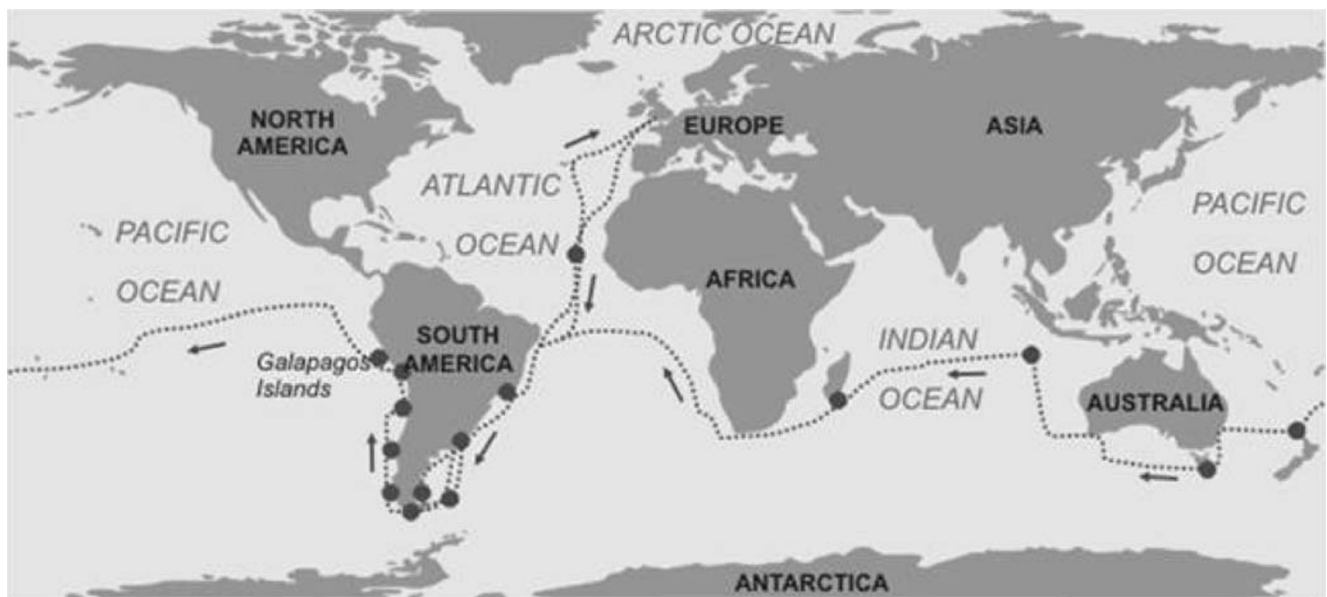 ARCTIC OCEAN
NORTH
AMERICA
EUROPE
ASIA
ATLANTIC
OCEAN
PACIFIC
OCEAN
PACIFIC
OCEAN
AFRICA
SOUTH
AMERICA
Galapagos
Islands
INDIAN
OCEAN
AUSTRALIA
ANTARCTICA